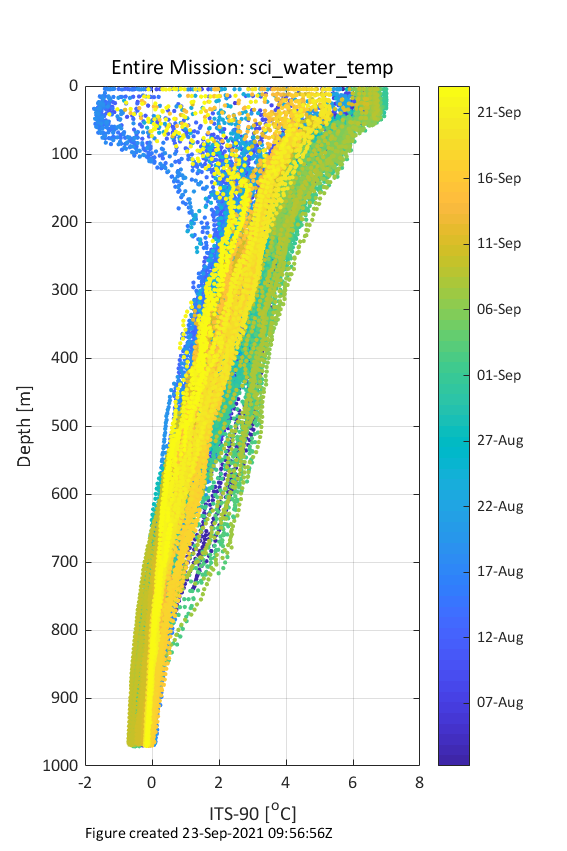 Entire Mission: sci_water_temp
0
100
200
300
400
500
600
700
800
900
1000
Depth [m]
-2 0 2 4 6 8
ITS-90 [°C]
Figure created 23-Sep-2021 09:56:56Z
21-Sep
16-Sep
11-Sep
06-Sep
01-Sep
27-Aug
22-Aug
17-Aug
12-Aug
07-Aug